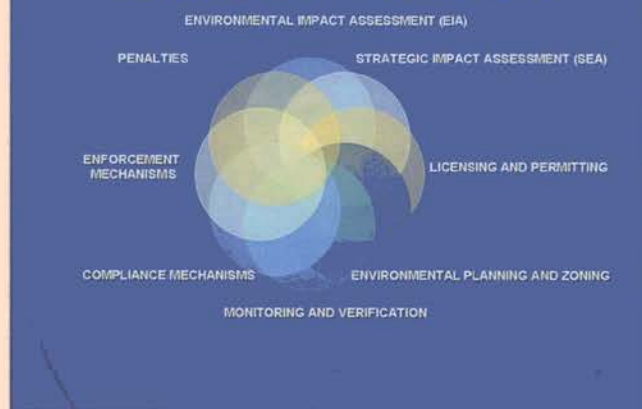 ENVIRONMENTAL IMPACT ASSESSMENT (EIA)
PENALTIES
STRATEGIC IMPACT ASSESSMENT (SEA)
ENFORCEMENT
MECHANISMS
LICENSING AND PERMITTING
COMPLIANCE MECHANISMS
ENVIRONMENTAL PLANNING AND ZONING
MONITORING AND VERIFICATION